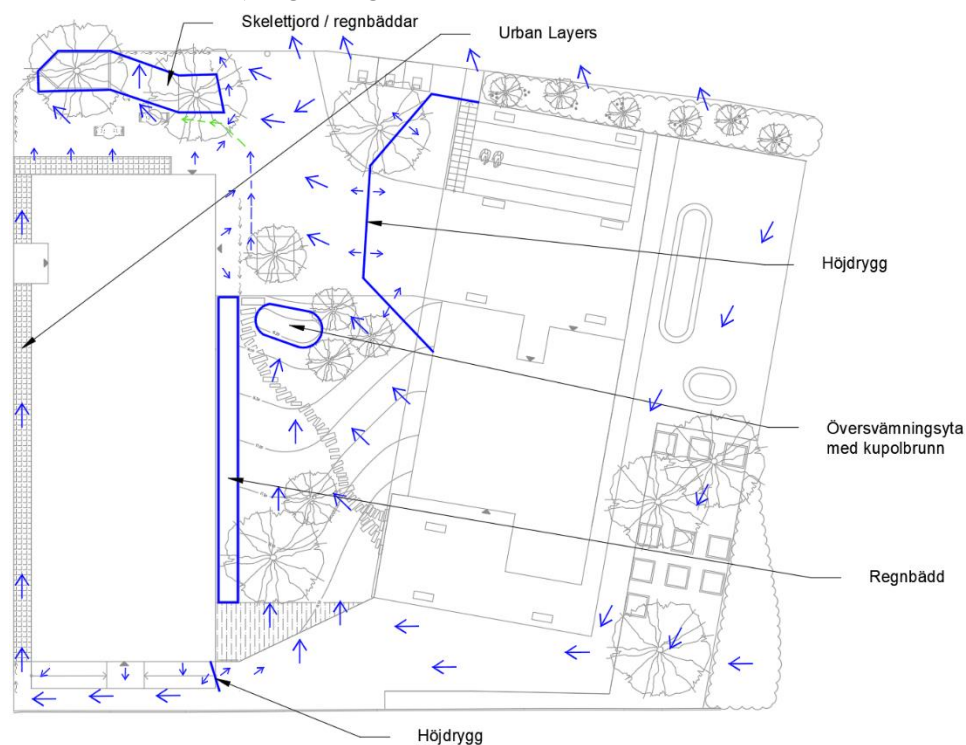 Skelettjord / regnbäddar
Urban Layers
Höjdrygg
Översvämningsyta
med kupolbrunn
Regnbädd
Höjdrygg